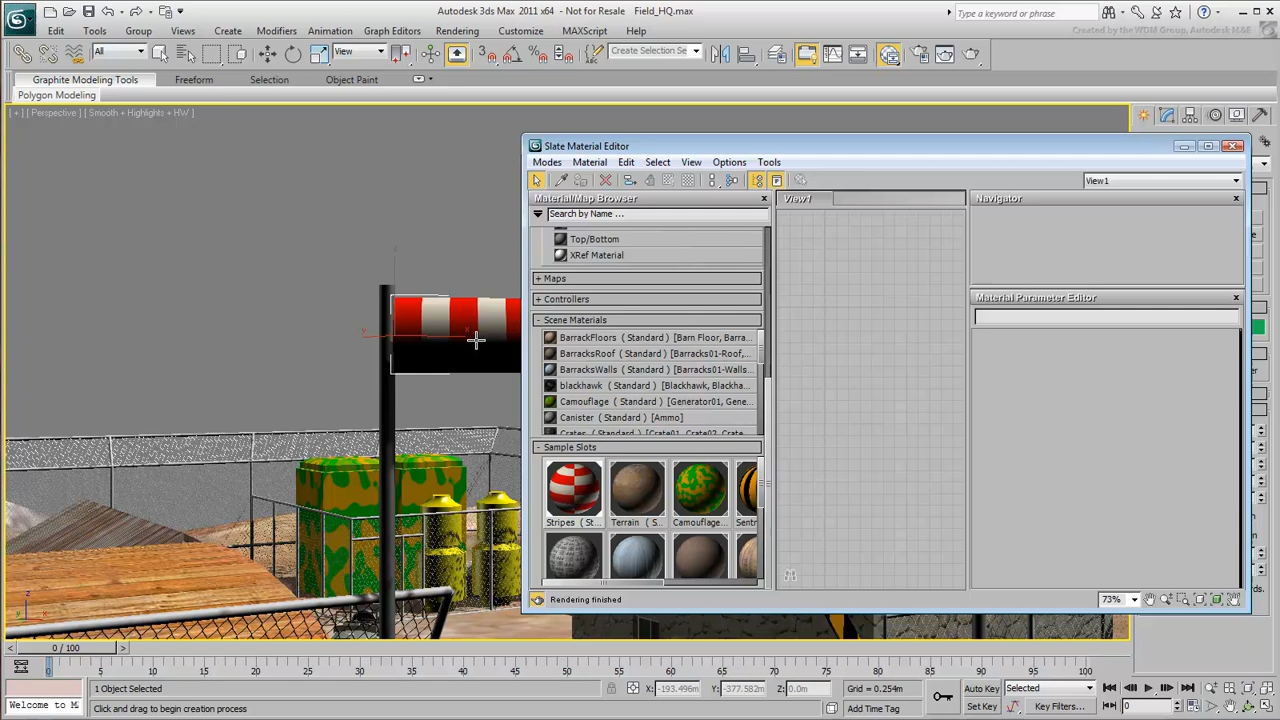 Autodesk 3ds Max 2011 x64 - Not for Resale Field_HQ.max
Type a keyword or phrase
Created by the WDM Group, Autodesk M&E
Edit Tools Group Views Create Modifiers Animation Graph Editors Rendering Customize MAXScript Help
All View Create Selection Se
Graphite Modeling Tools Freeform Selection Object Paint
Polygon Modeling
[ + ] [ Perspective ] [ Smooth + Highlights + HW ]
Slate Material Editor
Modes Material Edit Select View Options Tools
View1
Material/Map Browser
Search by Name ...
Top/Bottom
XRef Material
+ Maps
+ Controllers
- Scene Materials
BarrackFloors ( Standard ) [Barn Floor, Barra...
BarracksRoof ( Standard ) [Barracks01-Roof,...
BarracksWalls ( Standard ) [Barracks01-Walls...
blackhawk ( Standard ) [Blackhawk, Blackha...
Camouflage ( Standard ) [Generator01, Gene...
Canister ( Standard ) [Ammo]
Crates ( Standard ) [Crate01, Crate03, Crate
- Sample Slots
Stripes ( St... Terrain ( S... Camouflage... Sentr
View1
Navigator
Material Parameter Editor
Rendering finished
73%
0 / 100
0 5 10 15 20 25 30 35 40 45 50 55 60 65 70 75 80 85 90 95 100
1 Object Selected
X: -193.496m Y: -377.582m Z: 0.0m Grid = 0.254m
Auto Key Selected
Welcome to M
Click and drag to begin creation process
Add Time Tag
Set Key Key Filters... 0